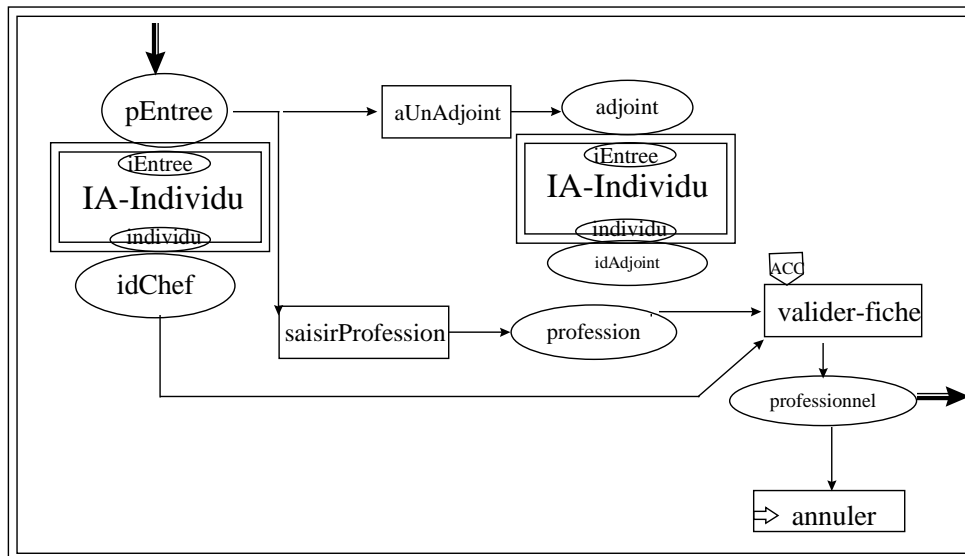 pEntree
aUnAdjoint
adjoint
iEntree
IA-Individu
individu
idChef
iEntree
IA-Individu
individu
idAdjoint
ACC
saisirProfession
profession
valider-fiche
professionnel
annuler